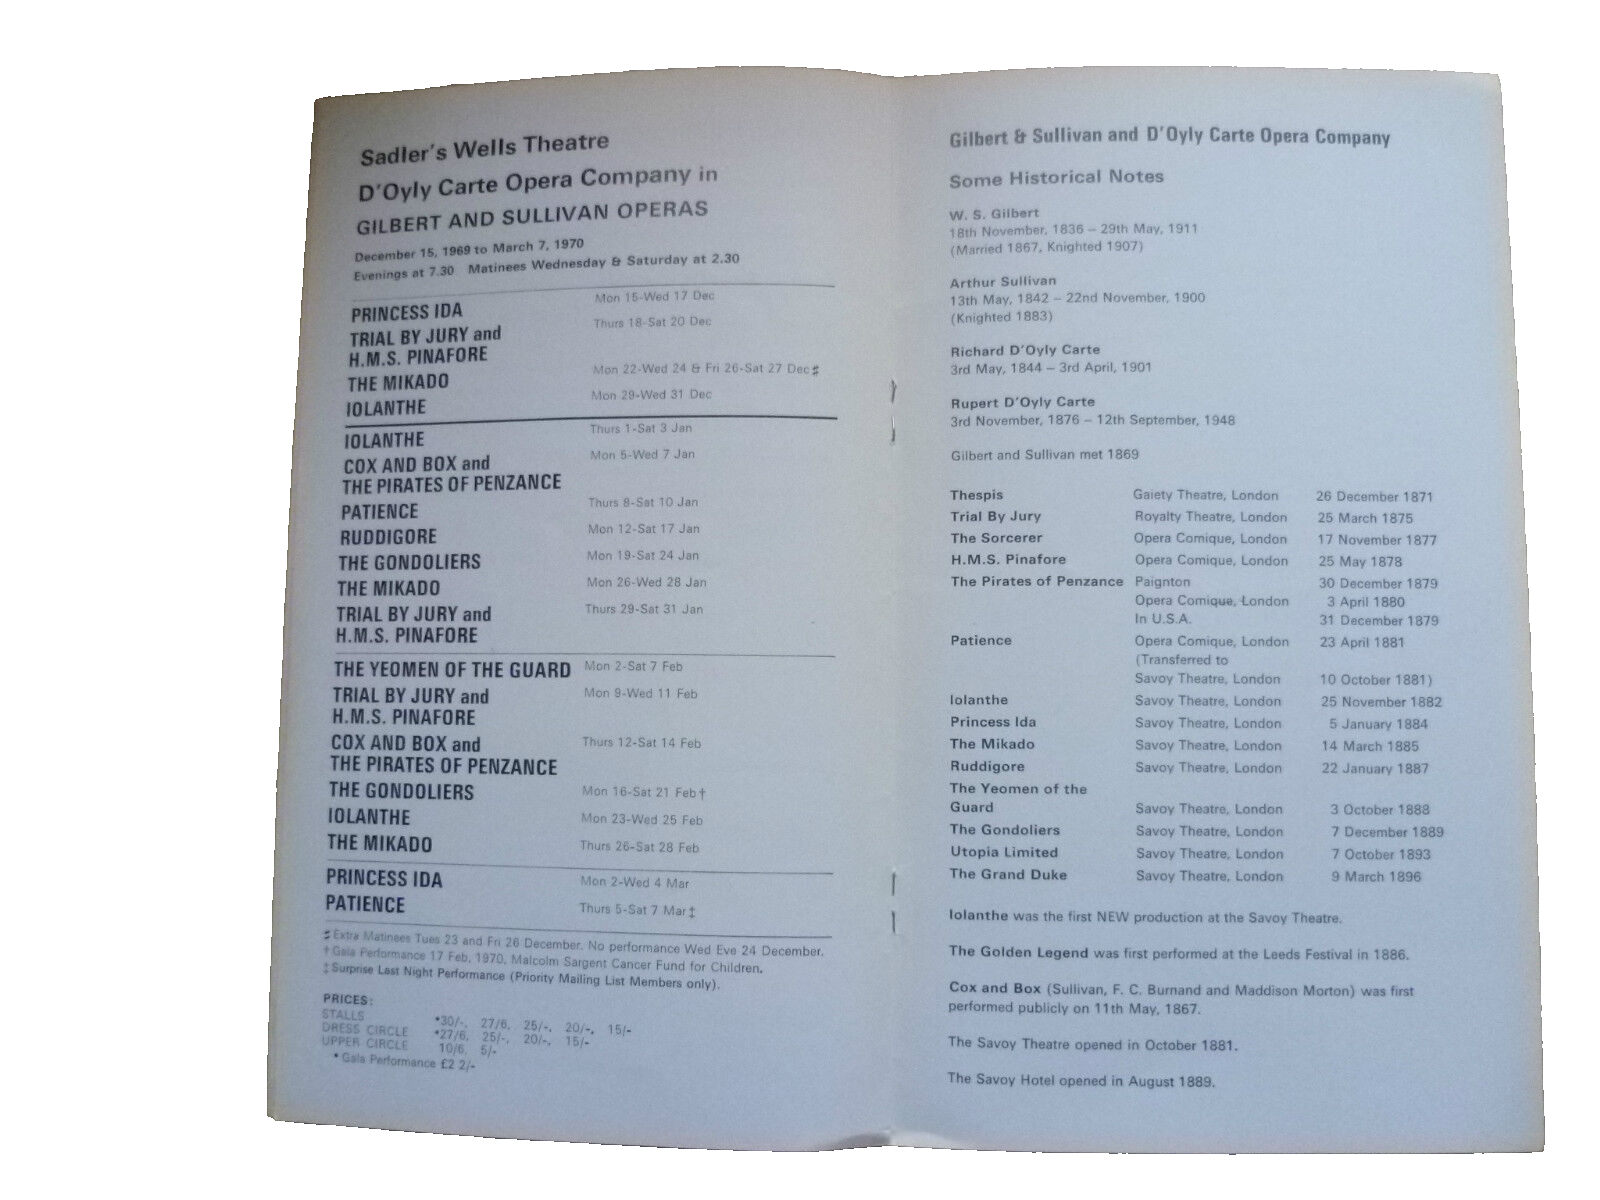 Sadler's Wells Theatre
D'Oyly Carte Opera Company in
GILBERT AND SULLIVAN OPERAS
December 15, 1969 to March 7, 1970
Evenings at 7.30 Matinees Wednesday & Saturday at 2.30
PRINCESS IDA Mon 15-Wed 17 Dec
TRIAL BY JURY and Thurs 18-Sat 20 Dec
H.M.S. PINAFORE
THE MIKADO Mon 22-Wed 24 & Fri 26-Sat 27 Dec♯
IOLANTHE Mon 29-Wed 31 Dec
IOLANTHE Thurs 1-Sat 3 Jan
COX AND BOX and Mon 5-Wed 7 Jan
THE PIRATES OF PENZANCE
PATIENCE Thurs 8-Sat 10 Jan
RUDDIGORE Mon 12-Sat 17 Jan
THE GONDOLIERS Mon 19-Sat 24 Jan
THE MIKADO Mon 26-Wed 28 Jan
TRIAL BY JURY and Thurs 29-Sat 31 Jan
H.M.S. PINAFORE
THE YEOMEN OF THE GUARD Mon 2-Sat 7 Feb
TRIAL BY JURY and Mon 9-Wed 11 Feb
H.M.S. PINAFORE
COX AND BOX and Thurs 12-Sat 14 Feb
THE PIRATES OF PENZANCE
THE GONDOLIERS Mon 16-Sat 21 Feb†
IOLANTHE Mon 23-Wed 25 Feb
THE MIKADO Thurs 26-Sat 28 Feb
PRINCESS IDA Mon 2-Wed 4 Mar
PATIENCE Thurs 5-Sat 7 Mar‡
♯Extra Matinees Tues 23 and Fri 26 December. No performance Wed Eve 24 December.
†Gala Performance 17 Feb, 1970, Malcolm Sargent Cancer Fund for Children.
‡Surprise Last Night Performance (Priority Mailing List Members only).
PRICES:
STALLS *30/-, 27/6, 25/-, 20/-, 15/-
DRESS CIRCLE *27/6, 25/-, 20/-, 15/-
UPPER CIRCLE 10/6, 5/-
* Gala Performance £2 2/-
Gilbert & Sullivan and D'Oyly Carte Opera Company
Some Historical Notes
W. S. Gilbert
18th November, 1836 – 29th May, 1911
(Married 1867, Knighted 1907)
Arthur Sullivan
13th May, 1842 – 22nd November, 1900
(Knighted 1883)
Richard D'Oyly Carte
3rd May, 1844 – 3rd April, 1901
Rupert D'Oyly Carte
3rd November, 1876 – 12th September, 1948
Gilbert and Sullivan met 1869
Thespis Gaiety Theatre, London 26 December 1871
Trial By Jury Royalty Theatre, London 25 March 1875
The Sorcerer Opera Comique, London 17 November 1877
H.M.S. Pinafore Opera Comique, London 25 May 1878
The Pirates of Penzance Paignton 30 December 1879
Opera Comique, London 3 April 1880
In U.S.A. 31 December 1879
Patience Opera Comique, London 23 April 1881
(Transferred to
Savoy Theatre, London 10 October 1881)
Iolanthe Savoy Theatre, London 25 November 1882
Princess Ida Savoy Theatre, London 5 January 1884
The Mikado Savoy Theatre, London 14 March 1885
Ruddigore Savoy Theatre, London 22 January 1887
The Yeomen of the
Guard Savoy Theatre, London 3 October 1888
The Gondoliers Savoy Theatre, London 7 December 1889
Utopia Limited Savoy Theatre, London 7 October 1893
The Grand Duke Savoy Theatre, London 9 March 1896
Iolanthe was the first NEW production at the Savoy Theatre.
The Golden Legend was first performed at the Leeds Festival in 1886.
Cox and Box (Sullivan, F. C. Burnand and Maddison Morton) was first
performed publicly on 11th May, 1867.
The Savoy Theatre opened in October 1881.
The Savoy Hotel opened in August 1889.